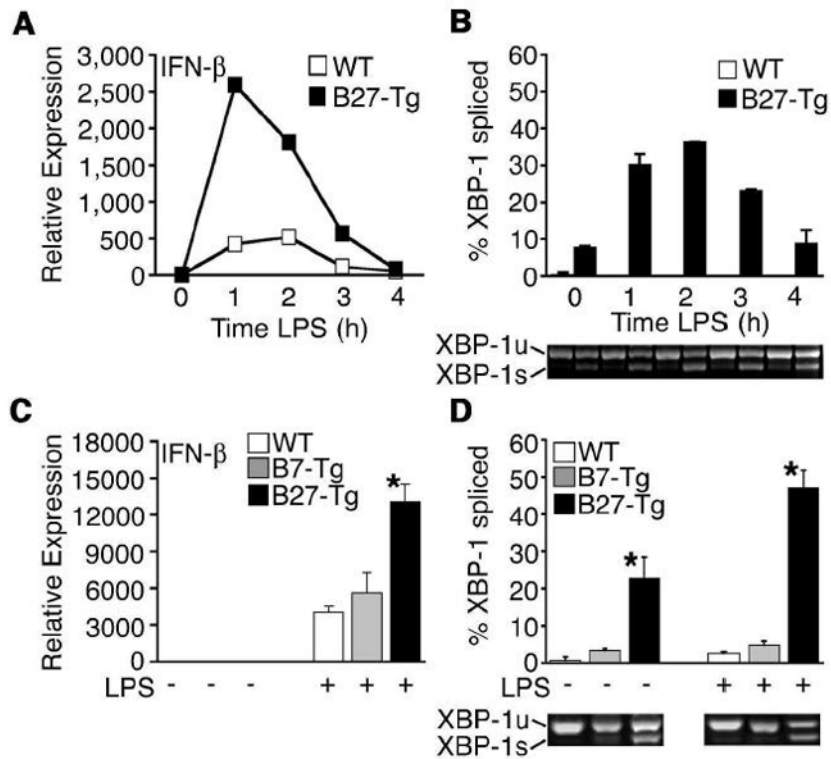 A
3,000
2,500
2,000
1,500
1,000
500
0
Relative Expression
IFN-β
WT
B27-Tg
0 1 2 3 4
Time LPS (h)
B
60
50
40
30
20
10
0
% XBP-1 spliced
WT
B27-Tg
0 1 2 3 4
Time LPS (h)
XBP-1u
XBP-1s
C
18000
15000
12000
9000
6000
3000
0
Relative Expression
IFN-β
WT
B7-Tg
B27-Tg
*
LPS - - - + + +
D
60
50
40
30
20
10
0
% XBP-1 spliced
WT
B7-Tg
B27-Tg
* *
LPS - - - + + +
XBP-1u
XBP-1s